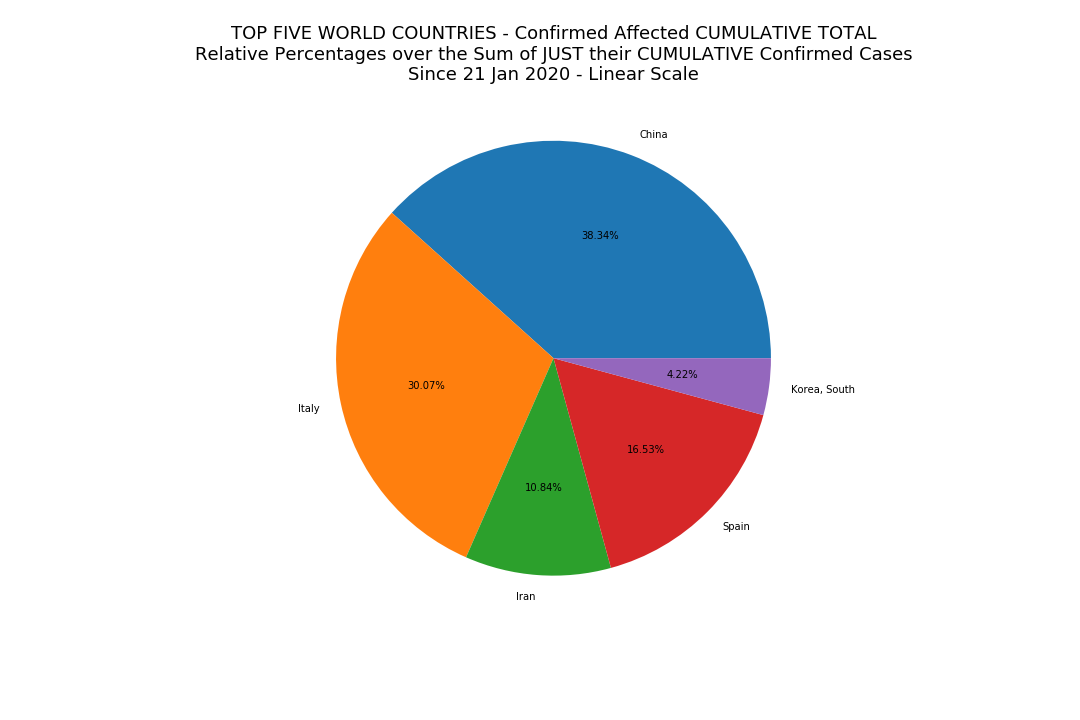 TOP FIVE WORLD COUNTRIES - Confirmed Affected CUMULATIVE TOTAL
Relative Percentages over the Sum of JUST their CUMULATIVE Confirmed Cases
Since 21 Jan 2020 - Linear Scale
China
38.34%
30.07%
Italy
4.22%
Korea, South
16.53%
Spain
10.84%
Iran